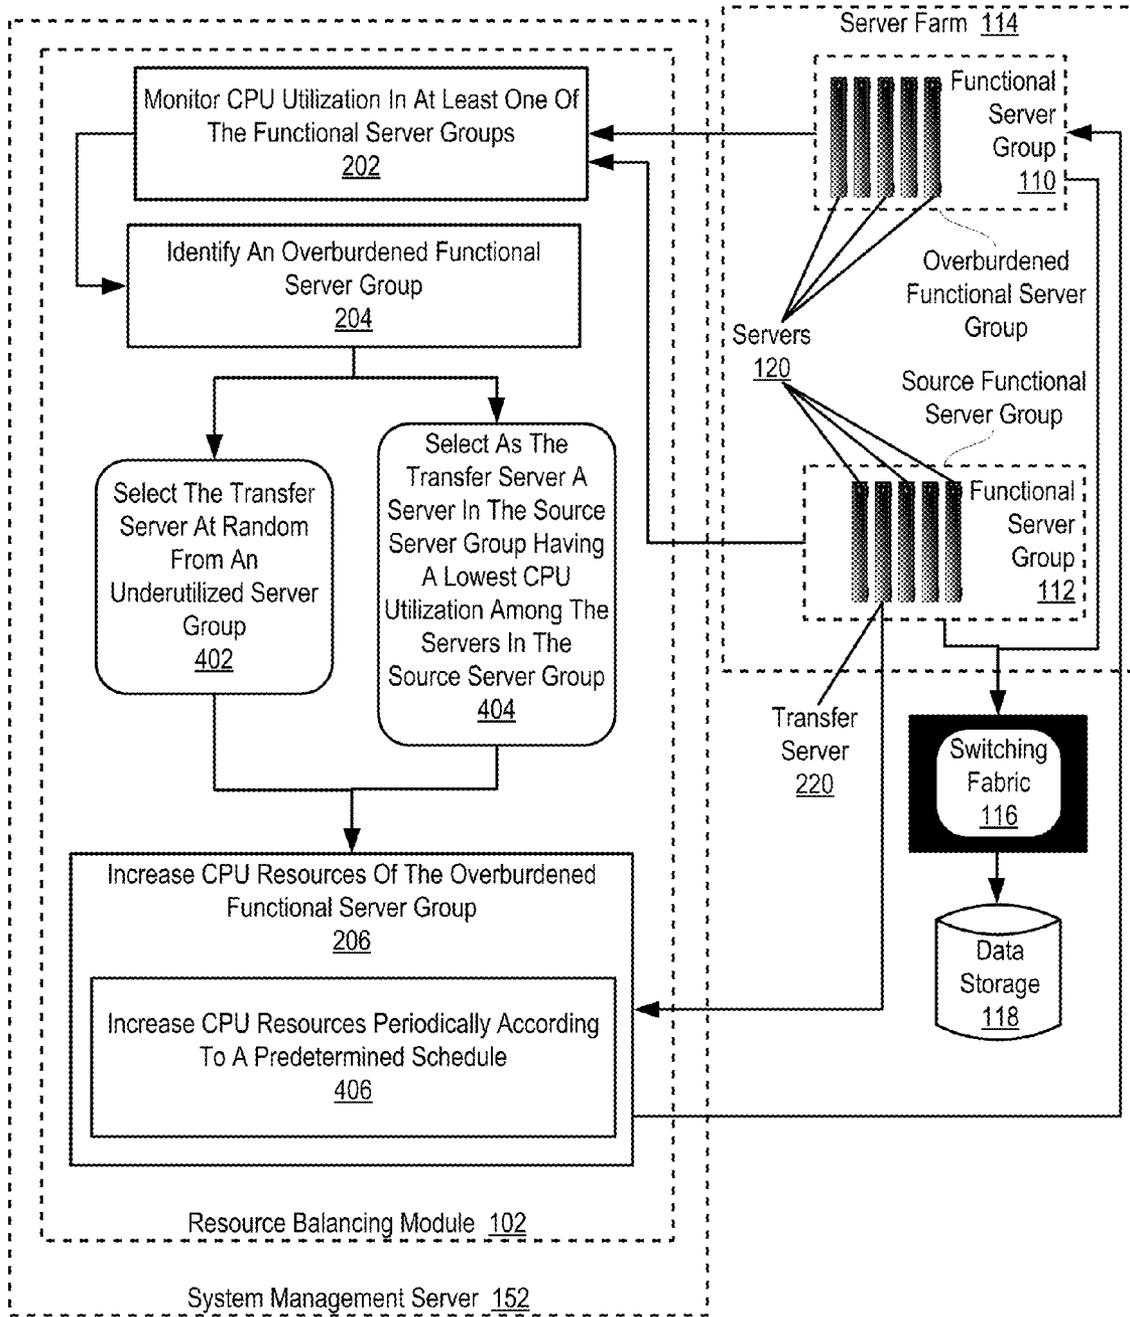 Server Farm 114
Monitor CPU Utilization In At Least One Of
The Functional Server Groups
202
Functional
Server
Group
110
Identify An Overburdened Functional
Server Group
204
Overburdened
Functional Server
Group
Servers
120
Source Functional
Server Group
Select The Transfer
Server At Random
From An
Underutilized Server
Group
402
Select As The
Transfer Server A
Server In The Source
Server Group Having
A Lowest CPU
Utilization Among The
Servers In The
Source Server Group
404
Functional
Server
Group
112
Transfer
Server
220
Switching
Fabric
116
Increase CPU Resources Of The Overburdened
Functional Server Group
206
Data
Storage
118
Increase CPU Resources Periodically According
To A Predetermined Schedule
406
Resource Balancing Module 102
System Management Server 152